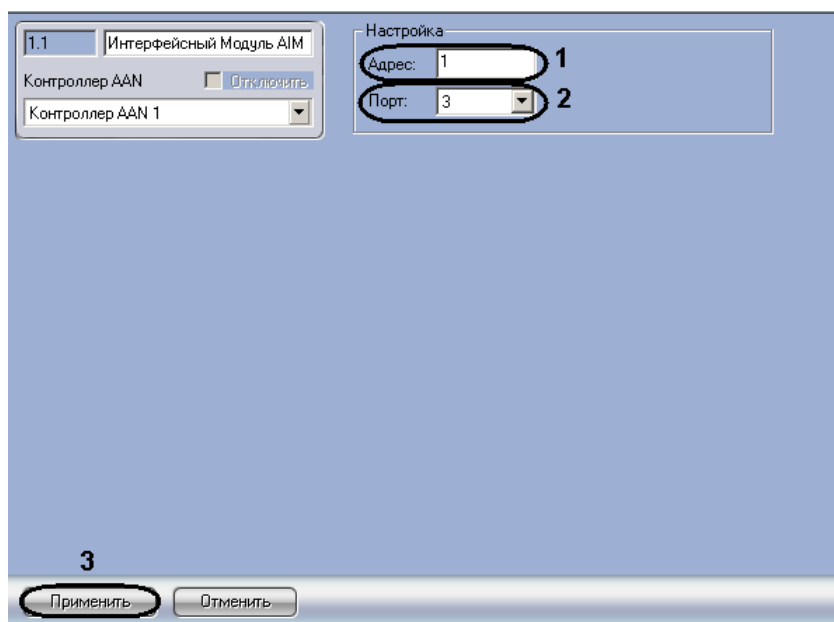 1.1 Интерфейсный Модуль AIM
Контроллер AAN Отключить
Контроллер AAN 1
Настройка
Адрес: 1 1
Порт: 3 2
3
Применить Отменить